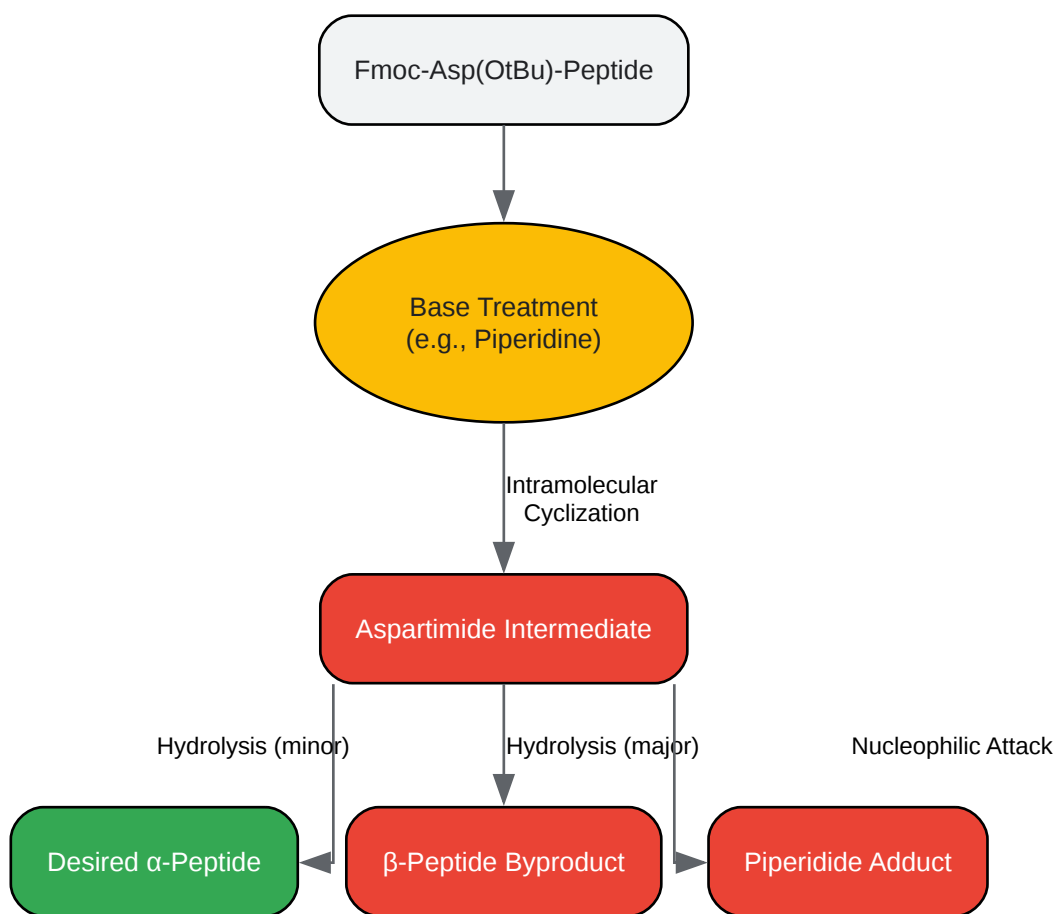 Fmoc-Asp(OtBu)-Peptide
Base Treatment
(e.g., Piperidine)
Intramolecular
Cyclization
Aspartimide Intermediate
Hydrolysis (minor)
Hydrolysis (major)
Nucleophilic Attack
Desired α-Peptide
β-Peptide Byproduct
Piperidide Adduct